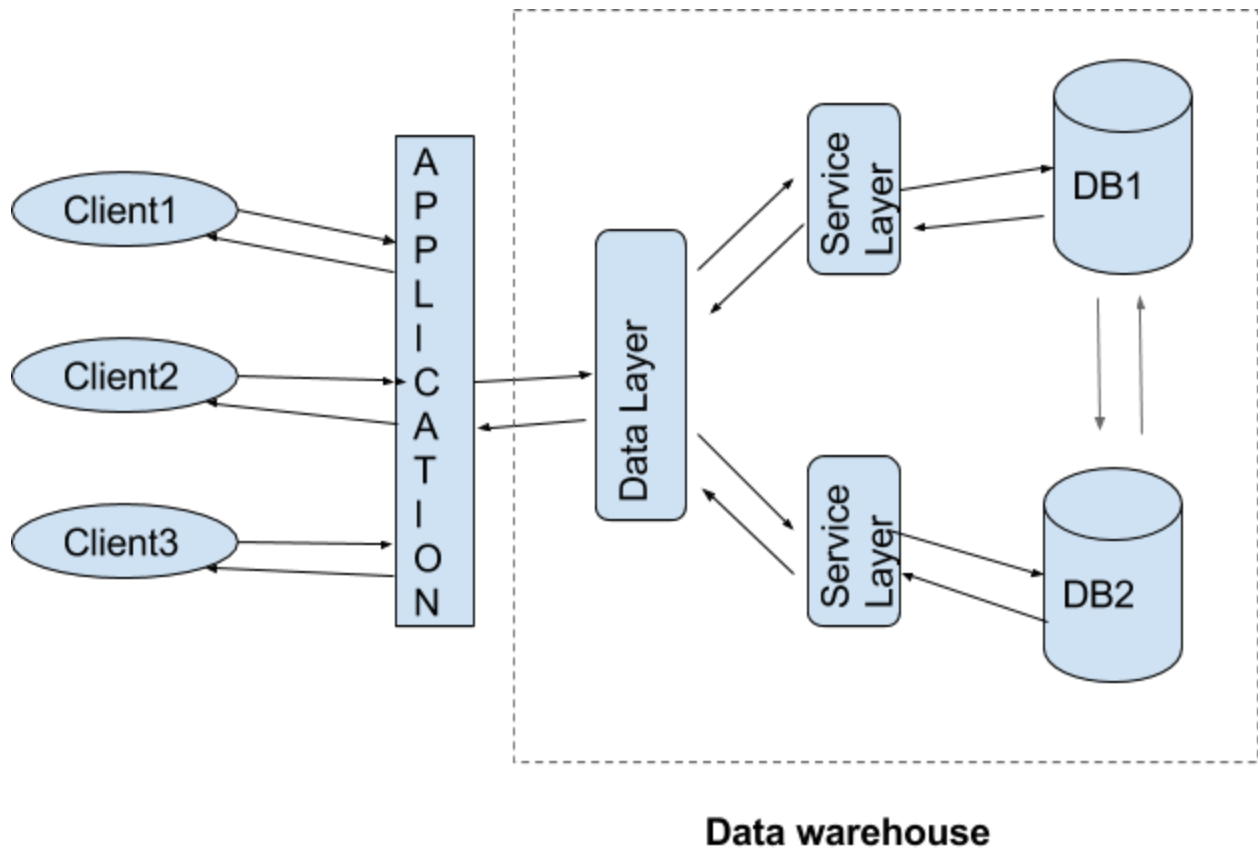 Client1
Client2
Client3
APPLICATION
Data Layer
Service
Layer
Service
Layer
DB1
DB2
Data warehouse